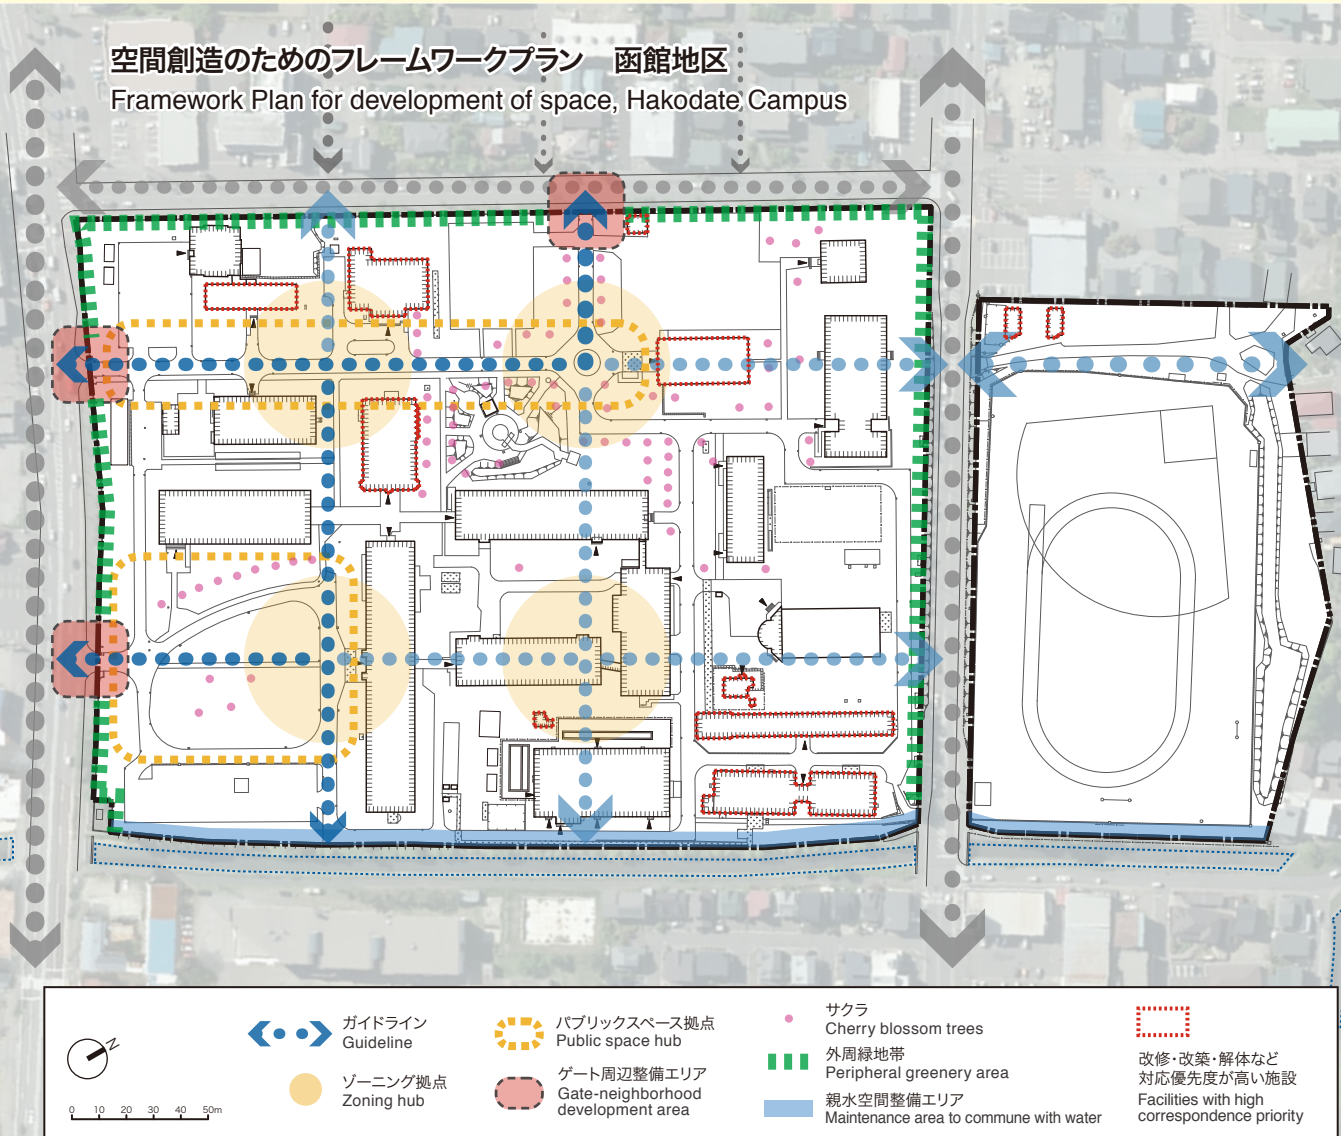 空間創造のためのフレームワークプラン　函館地区
Framework Plan for development of space, Hakodate Campus
N
0 10 20 30 40 50m
ガイドライン
Guideline
ゾーニング拠点
Zoning hub
パブリックスペース拠点
Public space hub
ゲート周辺整備エリア
Gate-neighborhood
development area
サクラ
Cherry blossom trees
外周緑地帯
Peripheral greenery area
親水空間整備エリア
Maintenance area to commune with water
改修・改築・解体など
対応優先度が高い施設
Facilities with high
correspondence priority